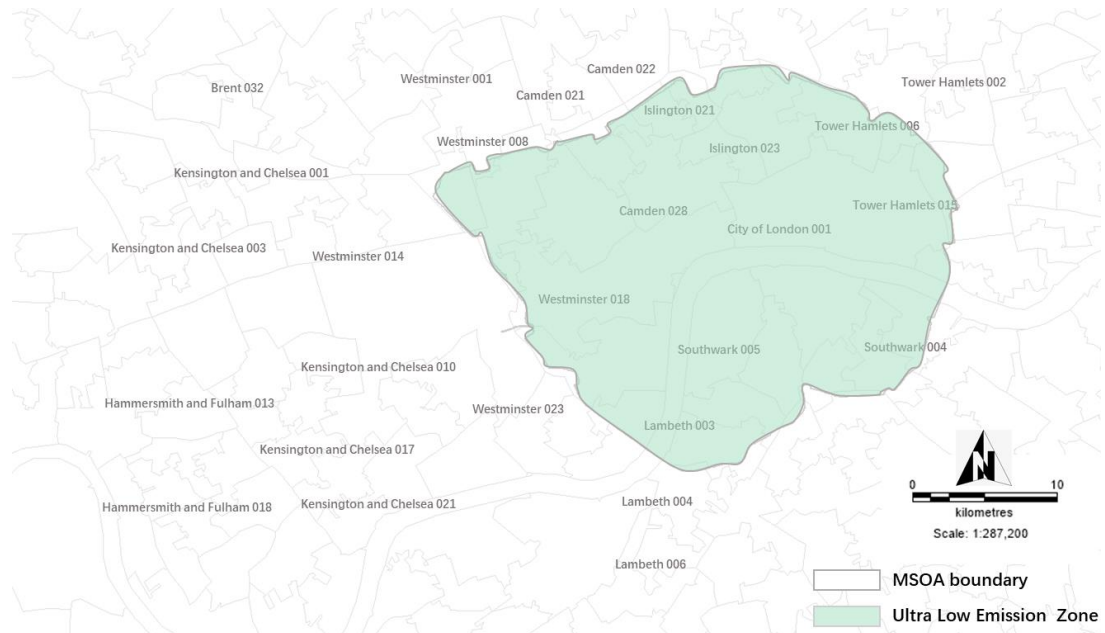 Camden 022
Westminster 001
Tower Hamlets 002
Brent 032
Camden 021
Islington 021
Tower Hamlets 006
Westminster 008
Islington 023
Kensington and Chelsea 001
Tower Hamlets 015
Camden 028
City of London 001
Kensington and Chelsea 003
Westminster 014
Westminster 018
Southwark 004
Southwark 005
Kensington and Chelsea 010
Hammersmith and Fulham 013
Westminster 023
Lambeth 003
Kensington and Chelsea 017
N
0 10
kilometres
Scale: 1:287,200
Lambeth 004
Kensington and Chelsea 021
Hammersmith and Fulham 018
Lambeth 006
MSOA boundary
Ultra Low Emission Zone